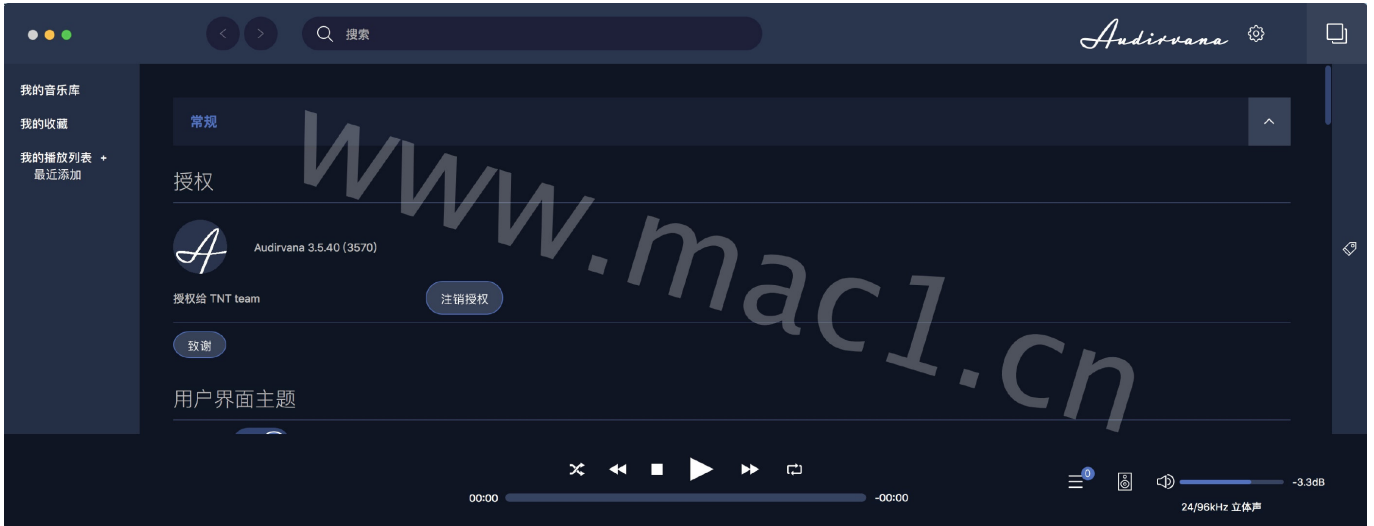 搜索
Audirvana
我的音乐库
我的收藏
我的播放列表 +
最近添加
常规
授权
Audirvana 3.5.40 (3570)
授权给 TNT team
注销授权
致谢
用户界面主题
www.mac1.cn
00:00
-00:00
0
-3.3dB
24/96kHz 立体声